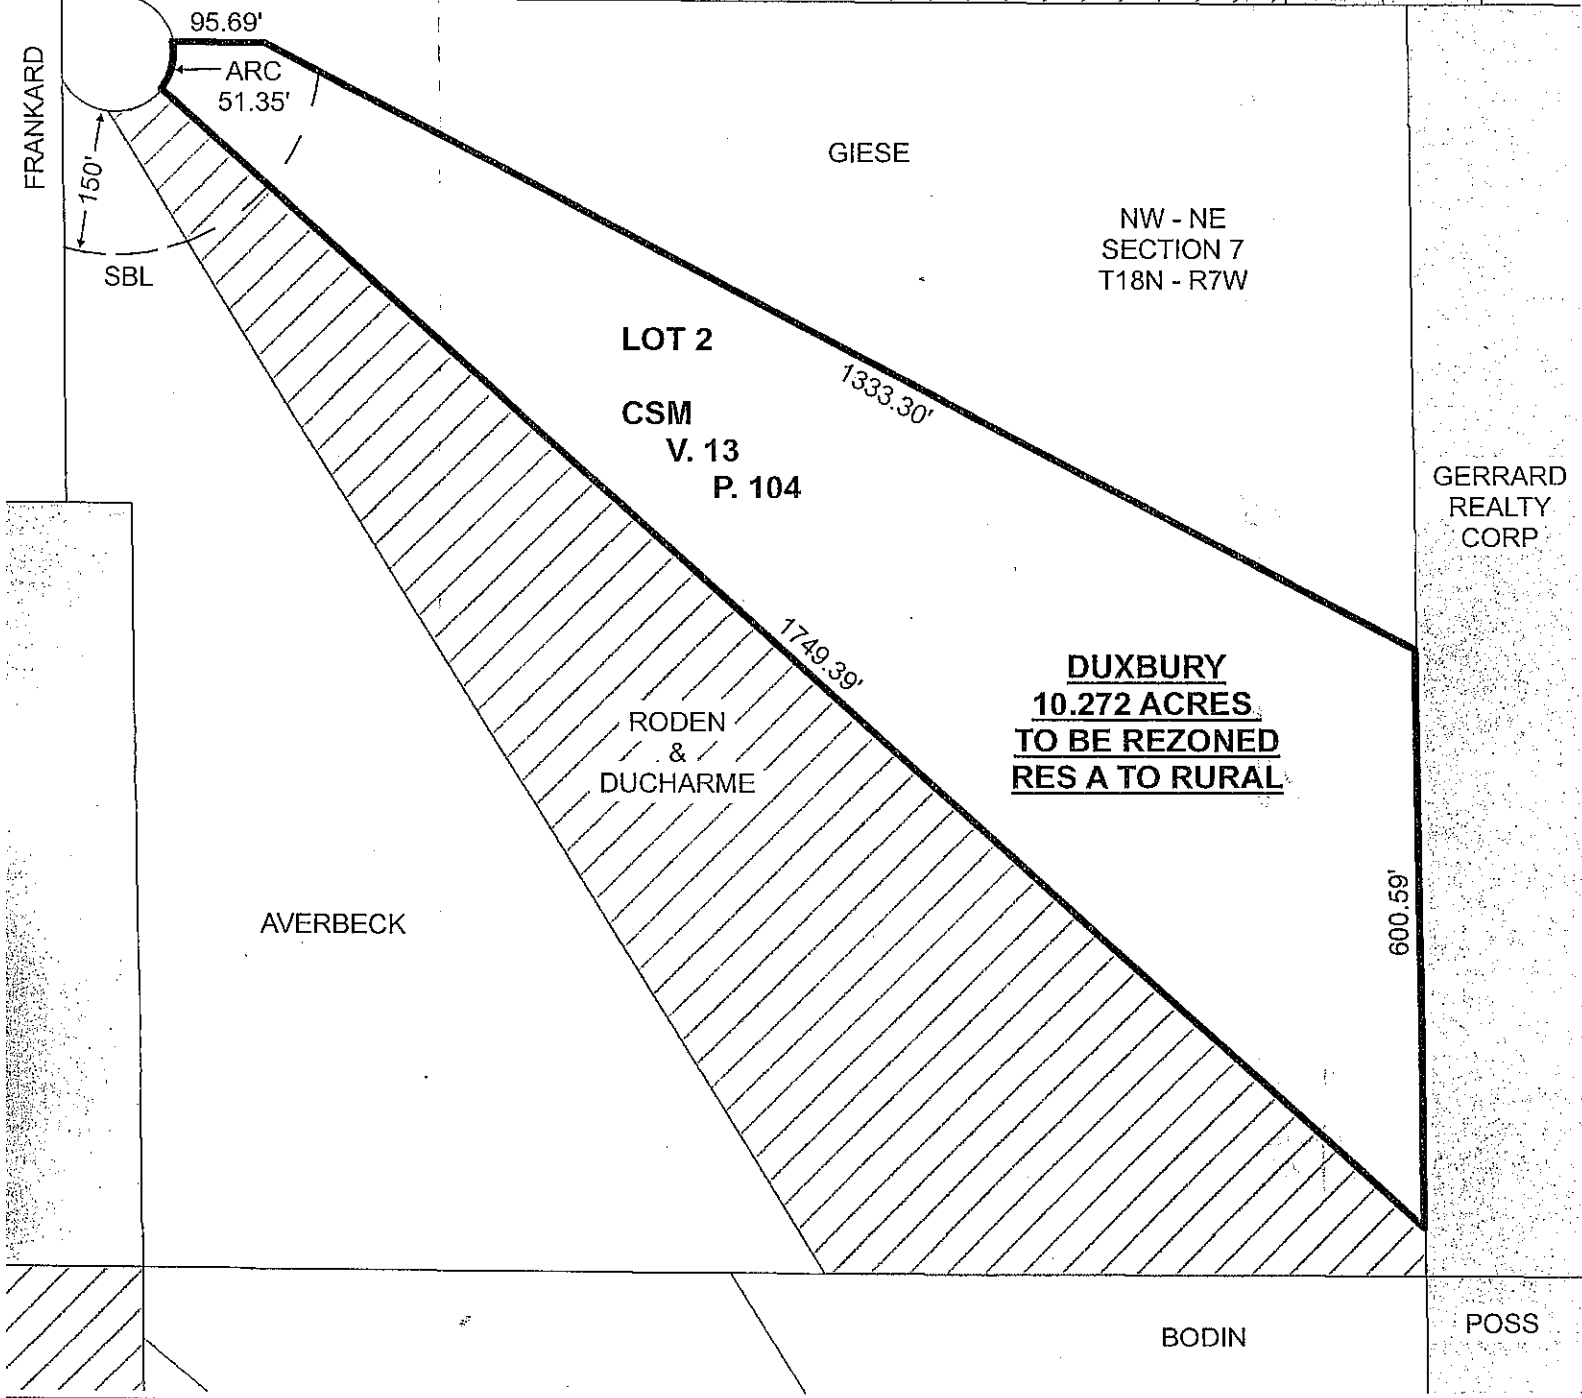 95.69'
FRANKARD
ARC
51.35'
150'
SBL
GIESE
NW - NE
SECTION 7
T18N - R7W
LOT 2
CSM
V. 13
P. 104
1333.30'
GERRARD
REALTY
CORP
1749.39'
DUXBURY
10.272 ACRES
TO BE REZONED
RES A TO RURAL
RODEN
&
DUCHARME
600.59'
AVERBECK
BODIN
POSS